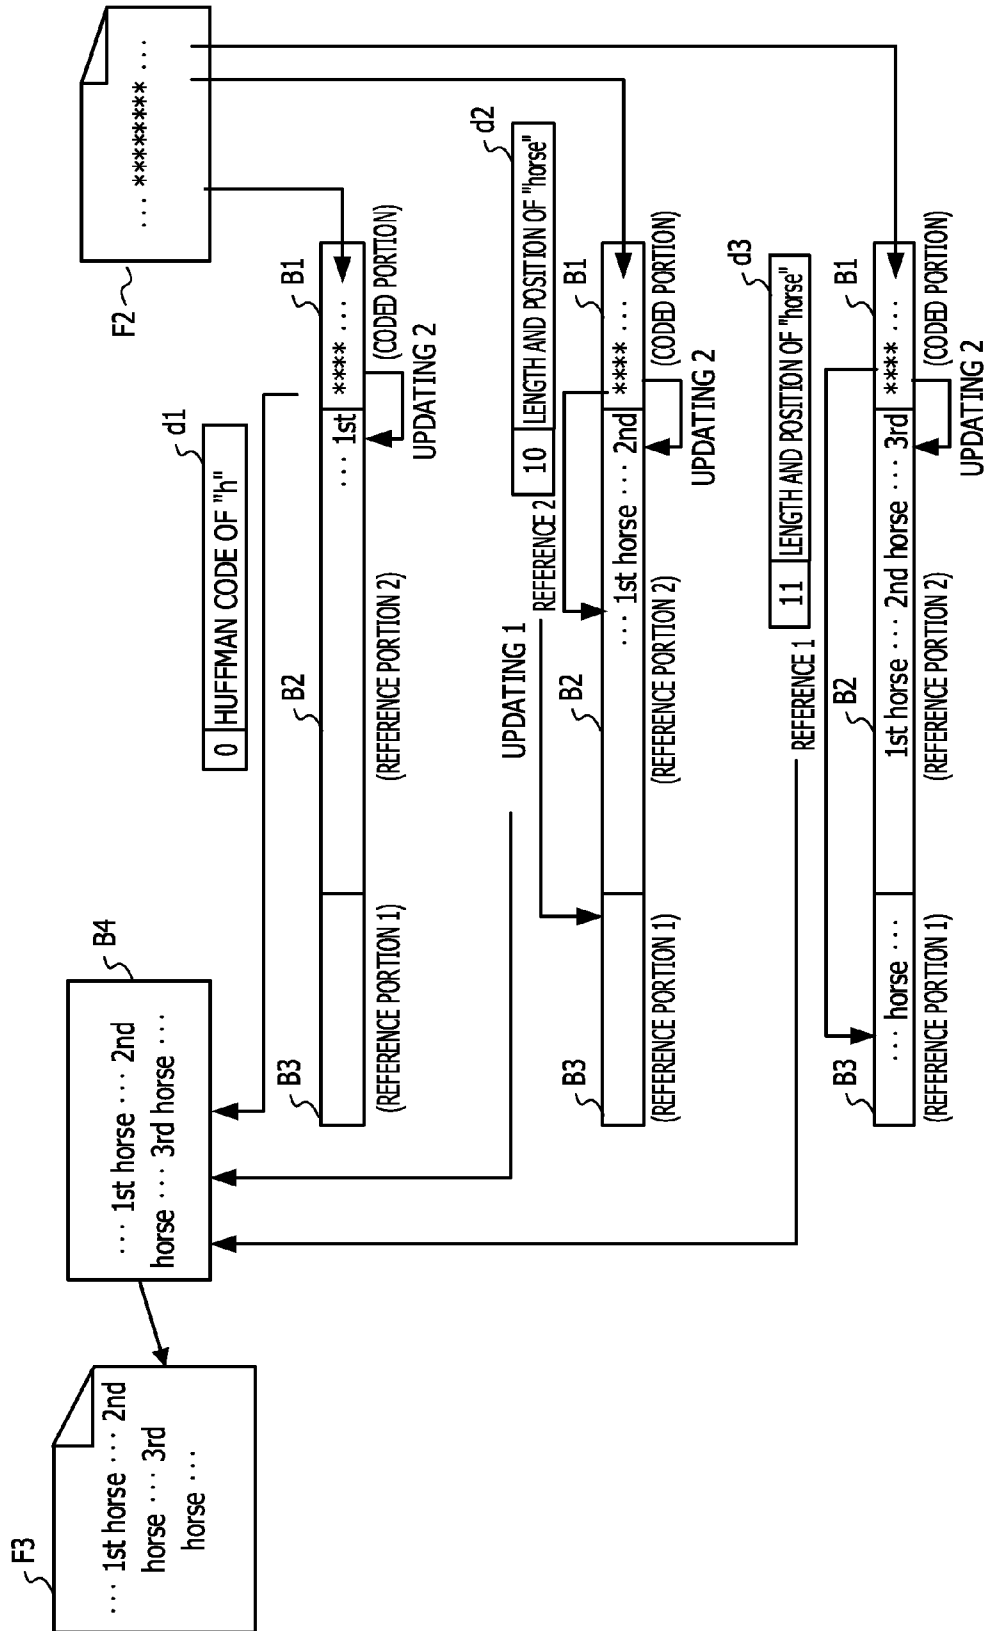 F2
··· ******** ···
d1
0 HUFFMAN CODE OF "h"
B1
B2
B3
··· 1st
**** ···
(CODED PORTION)
(REFERENCE PORTION 2)
(REFERENCE PORTION 1)
UPDATING 2
d2
10 LENGTH AND POSITION OF "horse"
REFERENCE 2
UPDATING 1
B1
B2
B3
··· 1st horse ··· 2nd
**** ···
(CODED PORTION)
(REFERENCE PORTION 2)
(REFERENCE PORTION 1)
UPDATING 2
d3
11 LENGTH AND POSITION OF "horse"
REFERENCE 1
B1
B2
B3
··· horse ···
1st horse ··· 2nd horse ··· 3rd
**** ···
(CODED PORTION)
(REFERENCE PORTION 2)
(REFERENCE PORTION 1)
UPDATING 2
B4
··· 1st horse ··· 2nd
horse ··· 3rd horse ···
F3
··· 1st horse ··· 2nd
horse ··· 3rd
horse ···